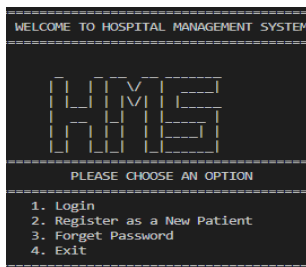 WELCOME TO HOSPITAL MANAGEMENT SYSTEM
HMS
PLEASE CHOOSE AN OPTION
1. Login
2. Register as a New Patient
3. Forget Password
4. Exit